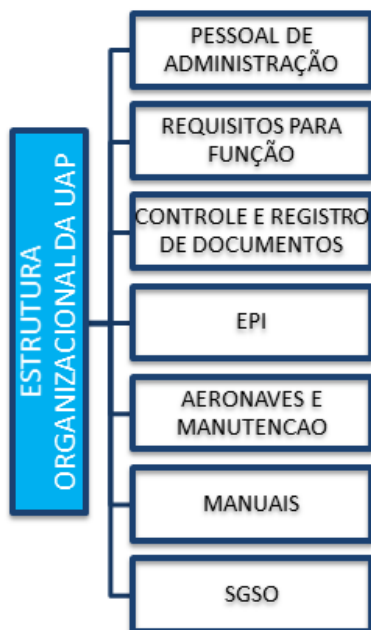 ESTRUTURA
ORGANIZACIONAL DA UAP
PESSOAL DE
ADMINISTRAÇÃO
REQUISITOS PARA
FUNÇÃO
CONTROLE E REGISTRO
DE DOCUMENTOS
EPI
AERONAVES E
MANUTENCAO
MANUAIS
SGSO